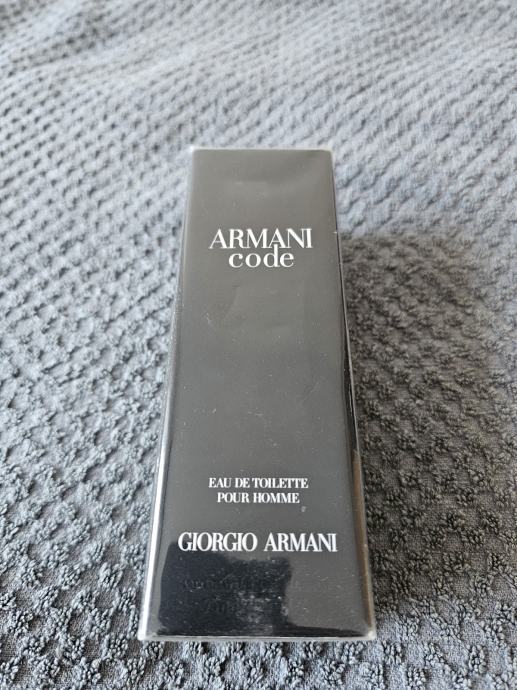 ARMANI
code
EAU DE TOILETTE
POUR HOMME
GIORGIO ARMANI